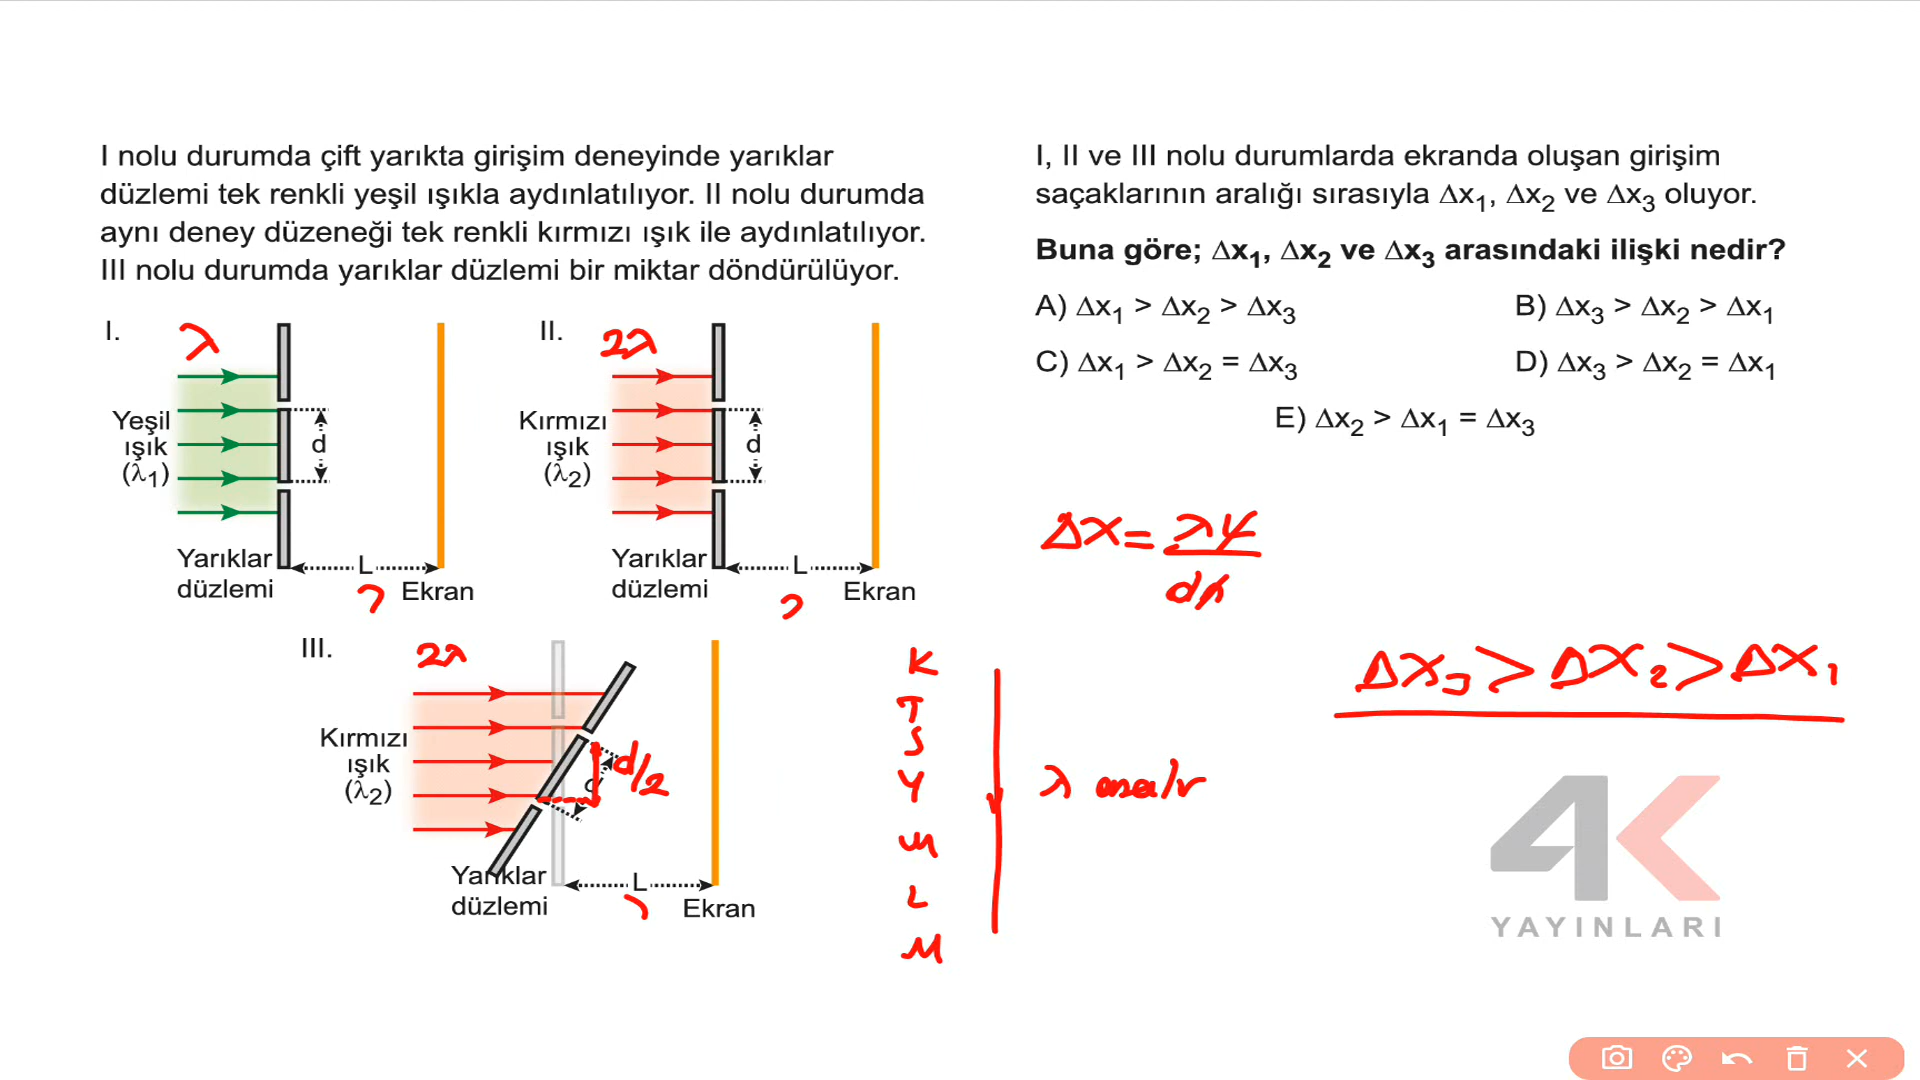 I nolu durumda çift yarıkta girişim deneyinde yarıklar
düzlemi tek renkli yeşil ışıkla aydınlatılıyor. II nolu durumda
aynı deney düzeneği tek renkli kırmızı ışık ile aydınlatılıyor.
III nolu durumda yarıklar düzlemi bir miktar döndürülüyor.
I.
λ
Yeşil
ışık
(λ1)
d
Yarıklar
düzlemi
L
Ekran
II.
2λ
Kırmızı
ışık
(λ2)
d
Yarıklar
düzlemi
L
Ekran
III.
2λ
Kırmızı
ışık
(λ2)
d
d/2
Yarıklar
düzlemi
L
Ekran
I, II ve III nolu durumlarda ekranda oluşan girişim
saçaklarının aralığı sırasıyla Δx1, Δx2 ve Δx3 oluyor.
Buna göre; Δx1, Δx2 ve Δx3 arasındaki ilişki nedir?
A) Δx1 > Δx2 > Δx3
B) Δx3 > Δx2 > Δx1
C) Δx1 > Δx2 = Δx3
D) Δx3 > Δx2 = Δx1
E) Δx2 > Δx1 = Δx3
ΔX = λ
d
K
T
S
Y
M
L
M
λ azalır
ΔX3 > ΔX2 > ΔX1
4K
YAYINLARI